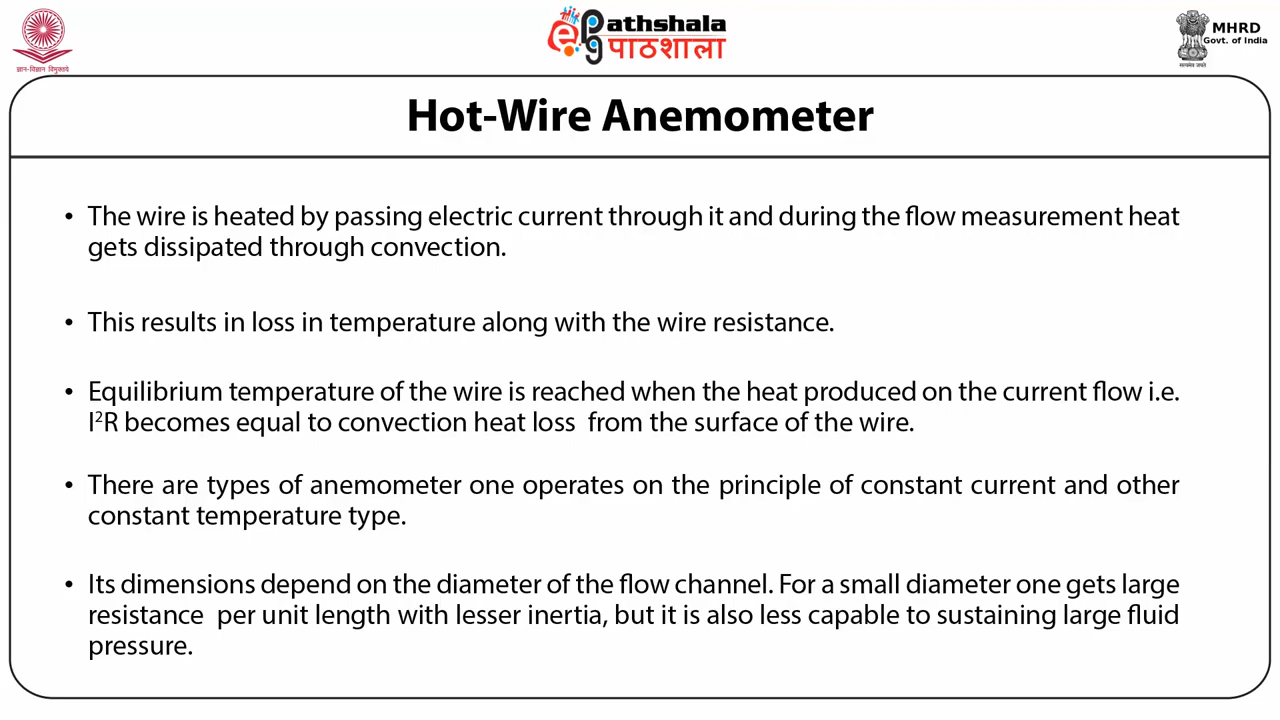 ज्ञान-विज्ञान विमुक्तये
ePathshala
पाठशाला
MHRD
Govt. of India
सत्यमेव जयते
Hot-Wire Anemometer
• The wire is heated by passing electric current through it and during the flow measurement heat
gets dissipated through convection.
• This results in loss in temperature along with the wire resistance.
• Equilibrium temperature of the wire is reached when the heat produced on the current flow i.e.
I²R becomes equal to convection heat loss from the surface of the wire.
• There are types of anemometer one operates on the principle of constant current and other
constant temperature type.
• Its dimensions depend on the diameter of the flow channel. For a small diameter one gets large
resistance per unit length with lesser inertia, but it is also less capable to sustaining large fluid
pressure.